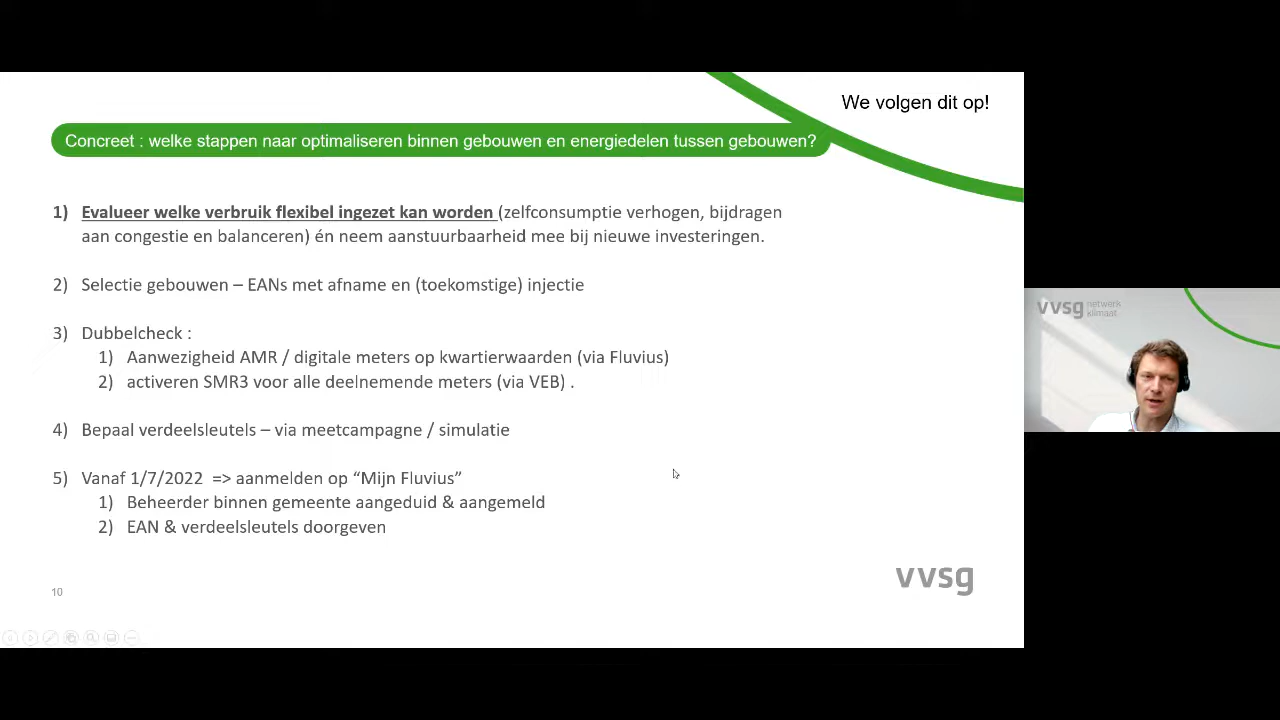 We volgen dit op!
Concreet : welke stappen naar optimaliseren binnen gebouwen en energiedelen tussen gebouwen?
1) Evalueer welke verbruik flexibel ingezet kan worden (zelfconsumptie verhogen, bijdragen
aan congestie en balanceren) én neem aanstuurbaarheid mee bij nieuwe investeringen.
2) Selectie gebouwen – EANs met afname en (toekomstige) injectie
3) Dubbelcheck :
1) Aanwezigheid AMR / digitale meters op kwartierwaarden (via Fluvius)
2) activeren SMR3 voor alle deelnemende meters (via VEB) .
4) Bepaal verdeelsleutels – via meetcampagne / simulatie
5) Vanaf 1/7/2022 => aanmelden op “Mijn Fluvius”
1) Beheerder binnen gemeente aangeduid & aangemeld
2) EAN & verdeelsleutels doorgeven
10
vvsg
vvsg netwerk
klimaat